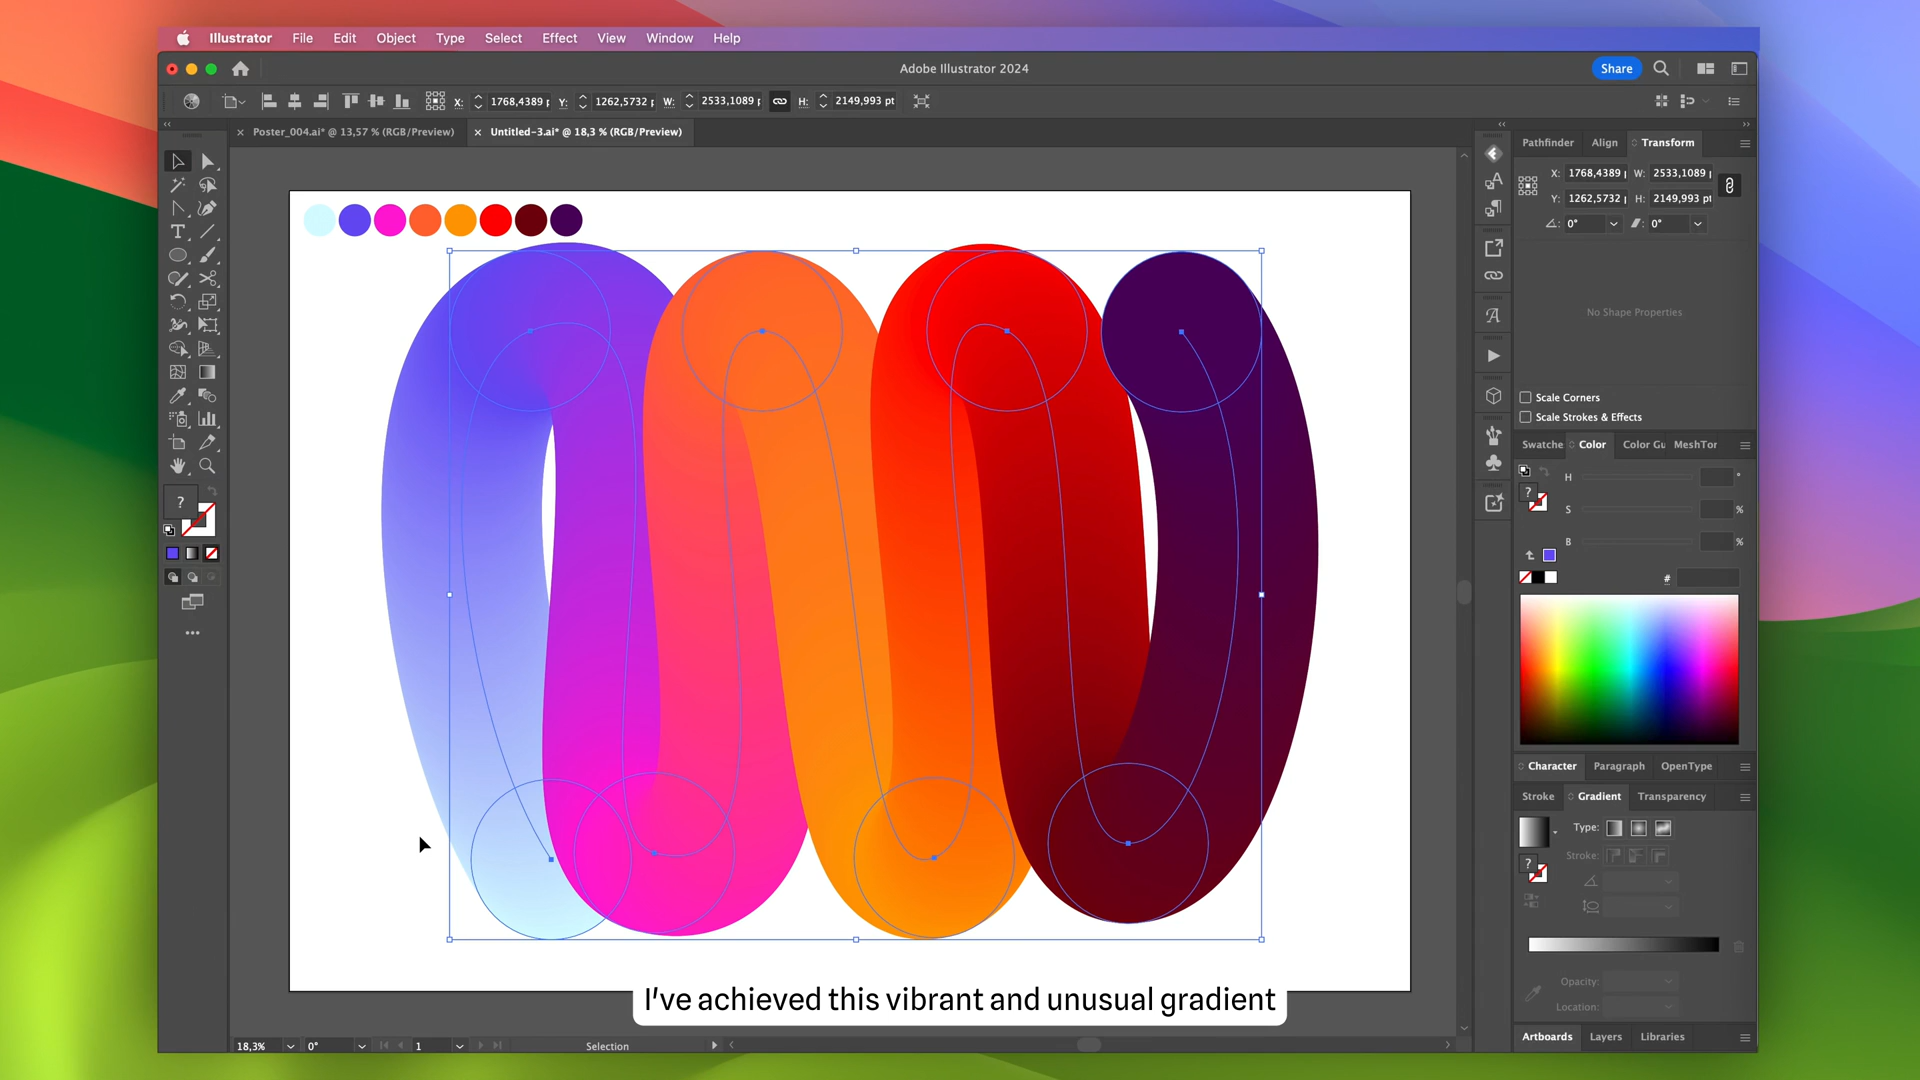 Illustrator File Edit Object Type Select Effect View Window Help
Adobe Illustrator 2024
Share
X: 1768,4389 p Y: 1262,5732 p W: 2533,1089 p H: 2149,993 pt
Poster_004.ai* @ 13,57 % (RGB/Preview)
Untitled-3.ai* @ 18,3 % (RGB/Preview)
Pathfinder Align Transform
X: 1768,4389 p W: 2533,1089 p
Y: 1262,5732 p H: 2149,993 pt
0° 0°
No Shape Properties
Scale Corners
Scale Strokes & Effects
Swatche Color Color Gu MeshTor
H °
S %
B %
#
Character Paragraph OpenType
Stroke Gradient Transparency
Type:
Stroke:
Opacity:
Location:
Artboards Layers Libraries
I've achieved this vibrant and unusual gradient
18,3% 0° 1 Selection